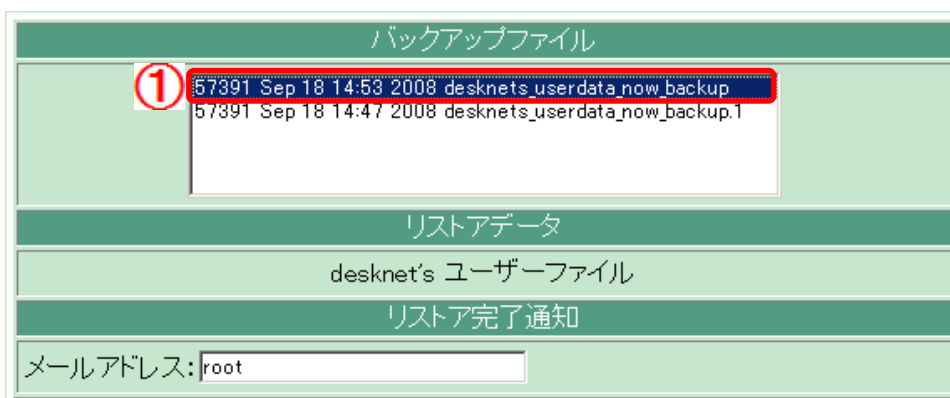 バックアップファイル
① 57391 Sep 18 14:53 2008 desknets_userdata_now_backup
57391 Sep 18 14:47 2008 desknets_userdata_now_backup.1
リストアデータ
desknet's ユーザーファイル
リストア完了通知
メールアドレス: root